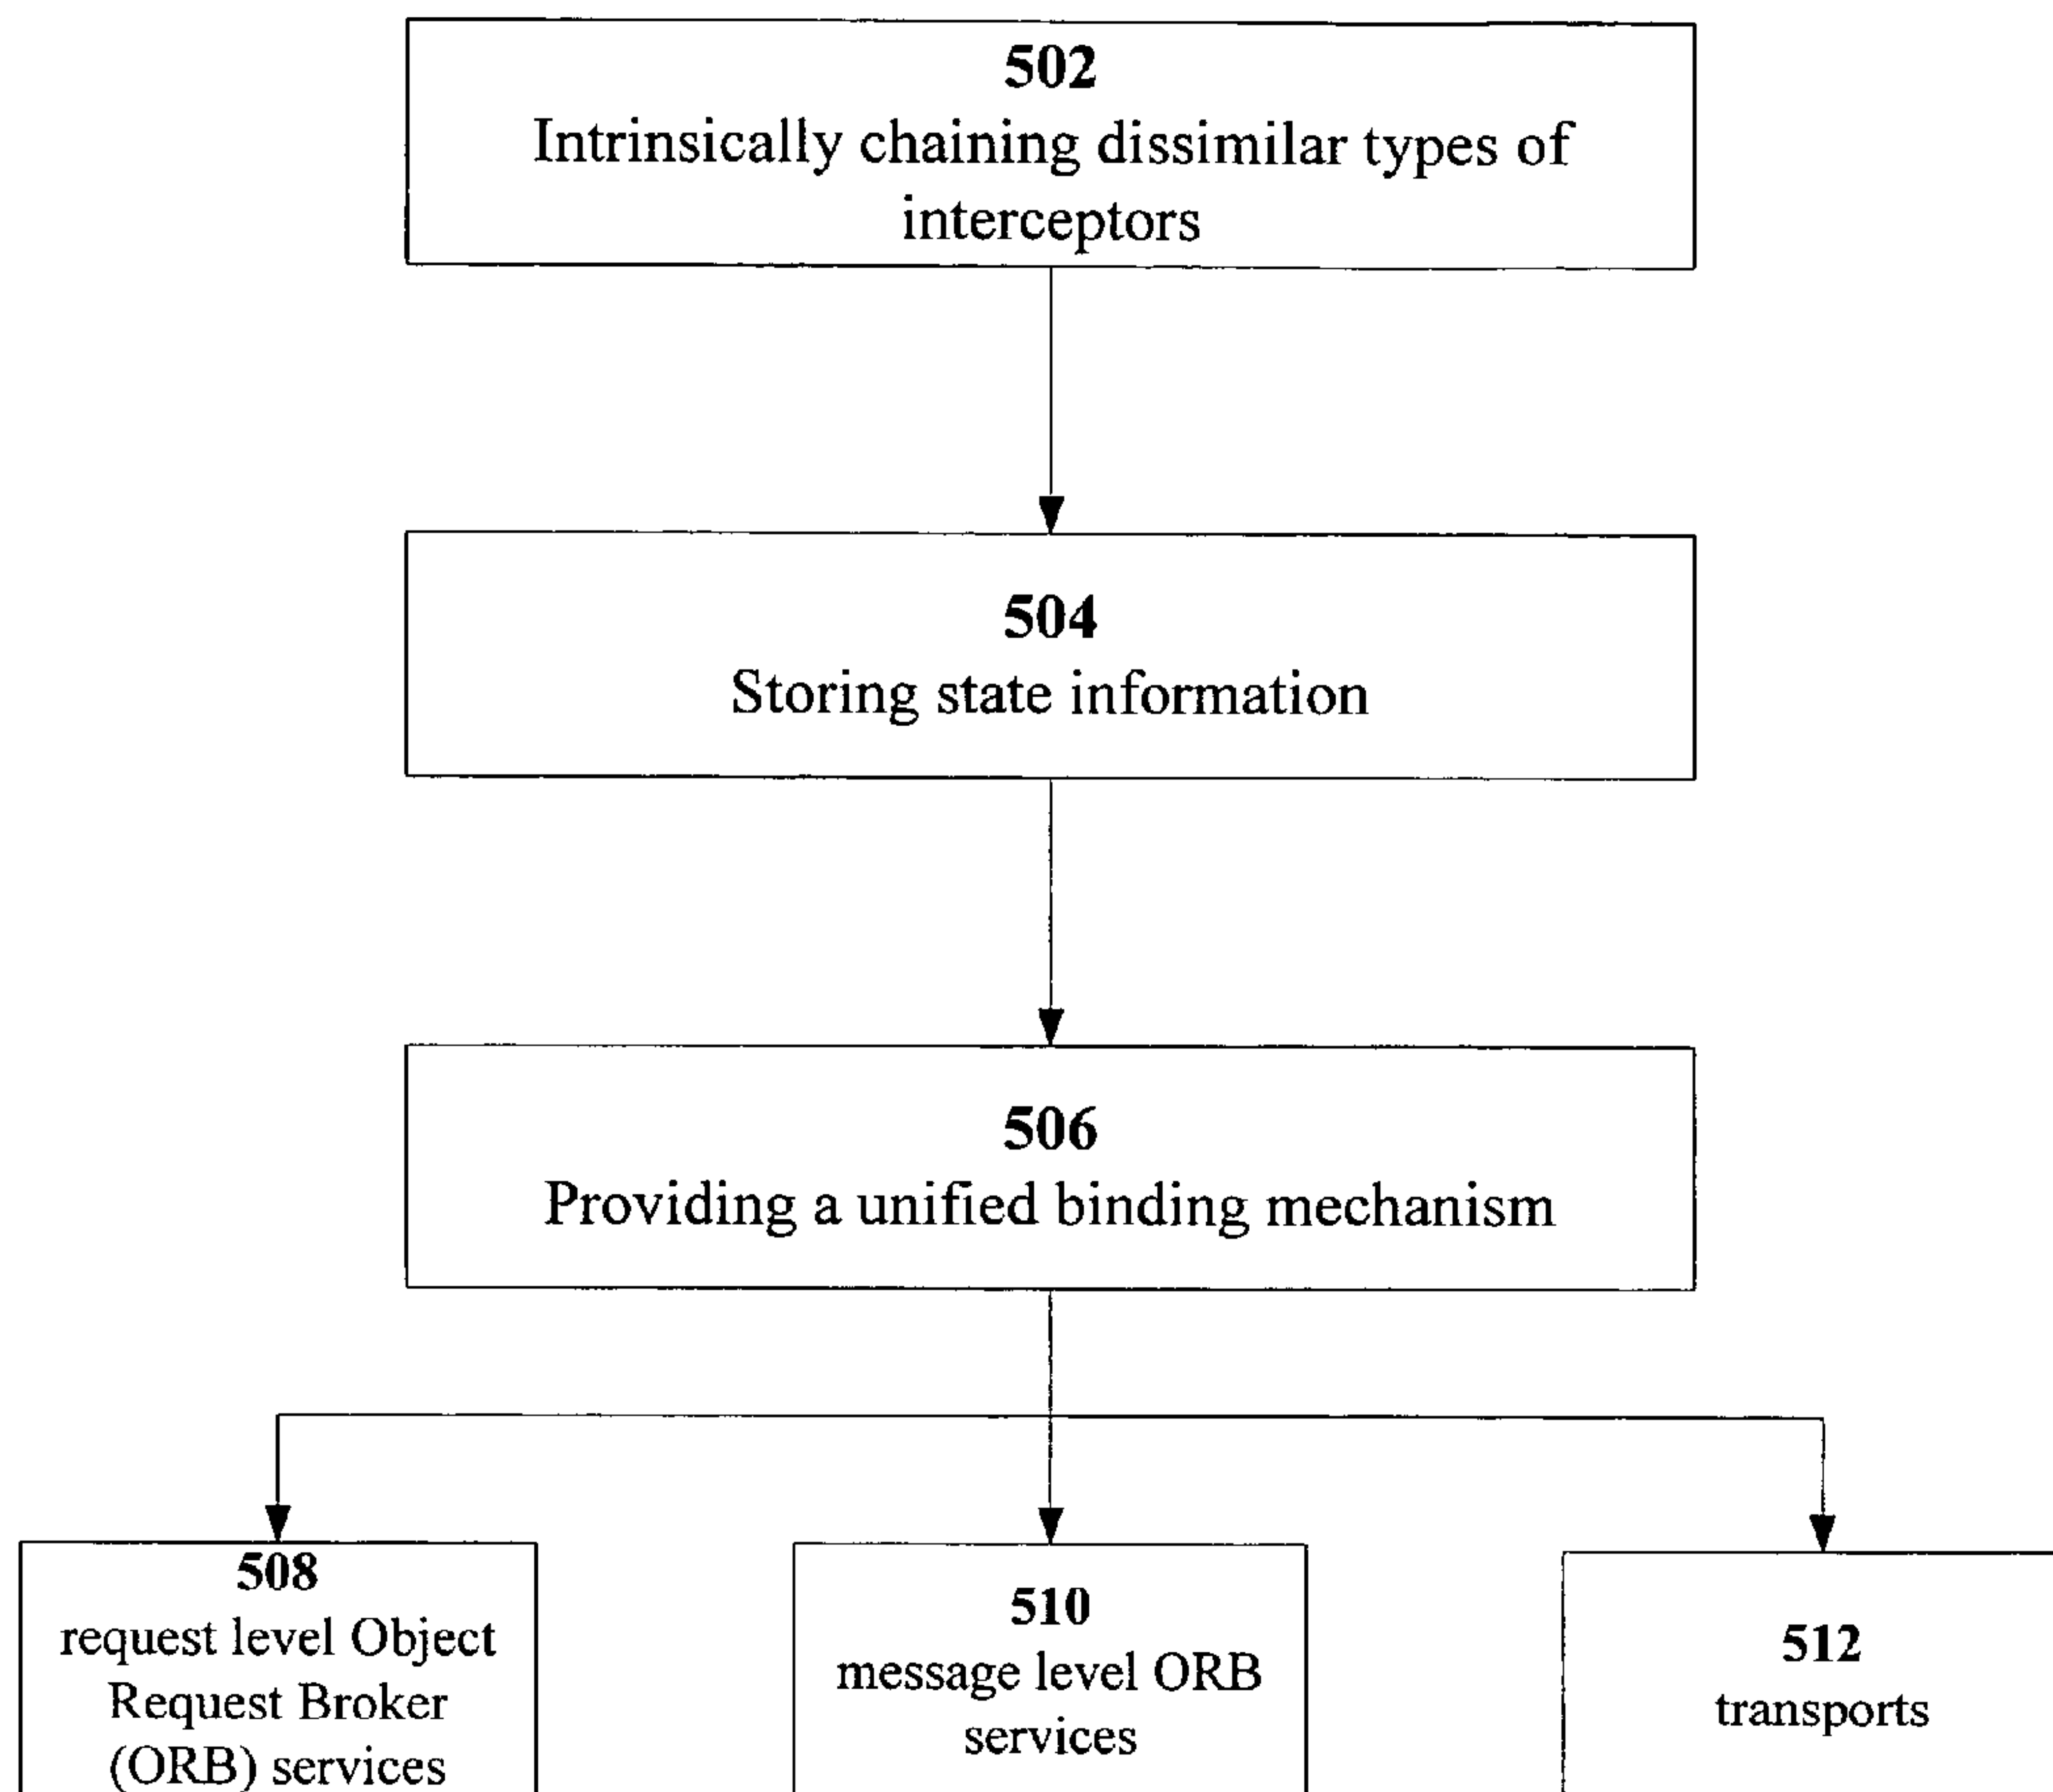 502
Intrinsically chaining dissimilar types of
interceptors
504
Storing state information
506
Providing a unified binding mechanism
508
request level Object
Request Broker
(ORB) services
510
message level ORB
services
512
transports